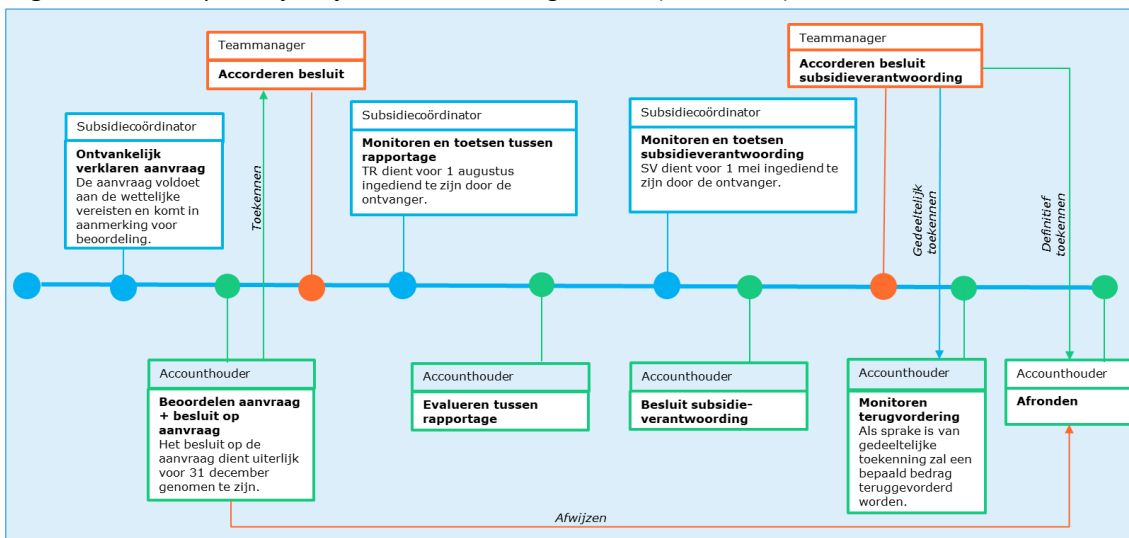 Teammanager
Accorderen besluit
Teammanager
Accorderen besluit
subsidieverantwoording
Subsidiecoördinator
Ontvankelijk
verklaren aanvraag
De aanvraag voldoet
aan de wettelijke
vereisten en komt in
aanmerking voor
beoordeling.
Toekennen
Subsidiecoördinator
Monitoren en toetsen tussen
rapportage
TR dient voor 1 augustus
ingediend te zijn door de
ontvanger.
Subsidiecoördinator
Monitoren en toetsen
subsidieverantwoording
SV dient voor 1 mei ingediend te
zijn door de ontvanger.
Gedeeltelijk
toekennen
Definitief
toekennen
Accounthouder
Beoordelen aanvraag
+ besluit op
aanvraag
Het besluit op de
aanvraag dient uiterlijk
voor 31 december
genomen te zijn.
Accounthouder
Evalueren tussen
rapportage
Accounthouder
Besluit subsidie-
verantwoording
Accounthouder
Monitoren
terugvordering
Als sprake is van
gedeeltelijke
toekenning zal een
bepaald bedrag
teruggevorderd
worden.
Accounthouder
Afronden
Afwijzen